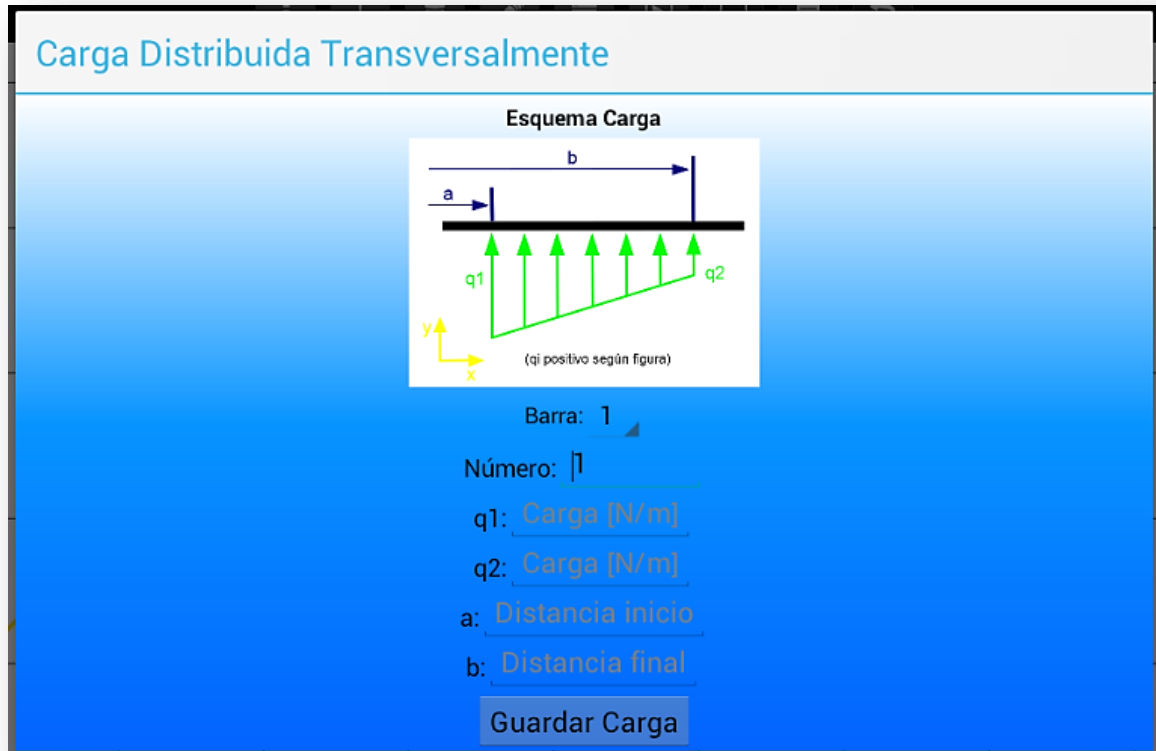 Carga Distribuida Transversalmente
Esquema Carga
b
a
q1
q2
y
x
(qi positivo según figura)
Barra: 1
Número: 1
q1: Carga [N/m]
q2: Carga [N/m]
a: Distancia inicio
b: Distancia final
Guardar Carga